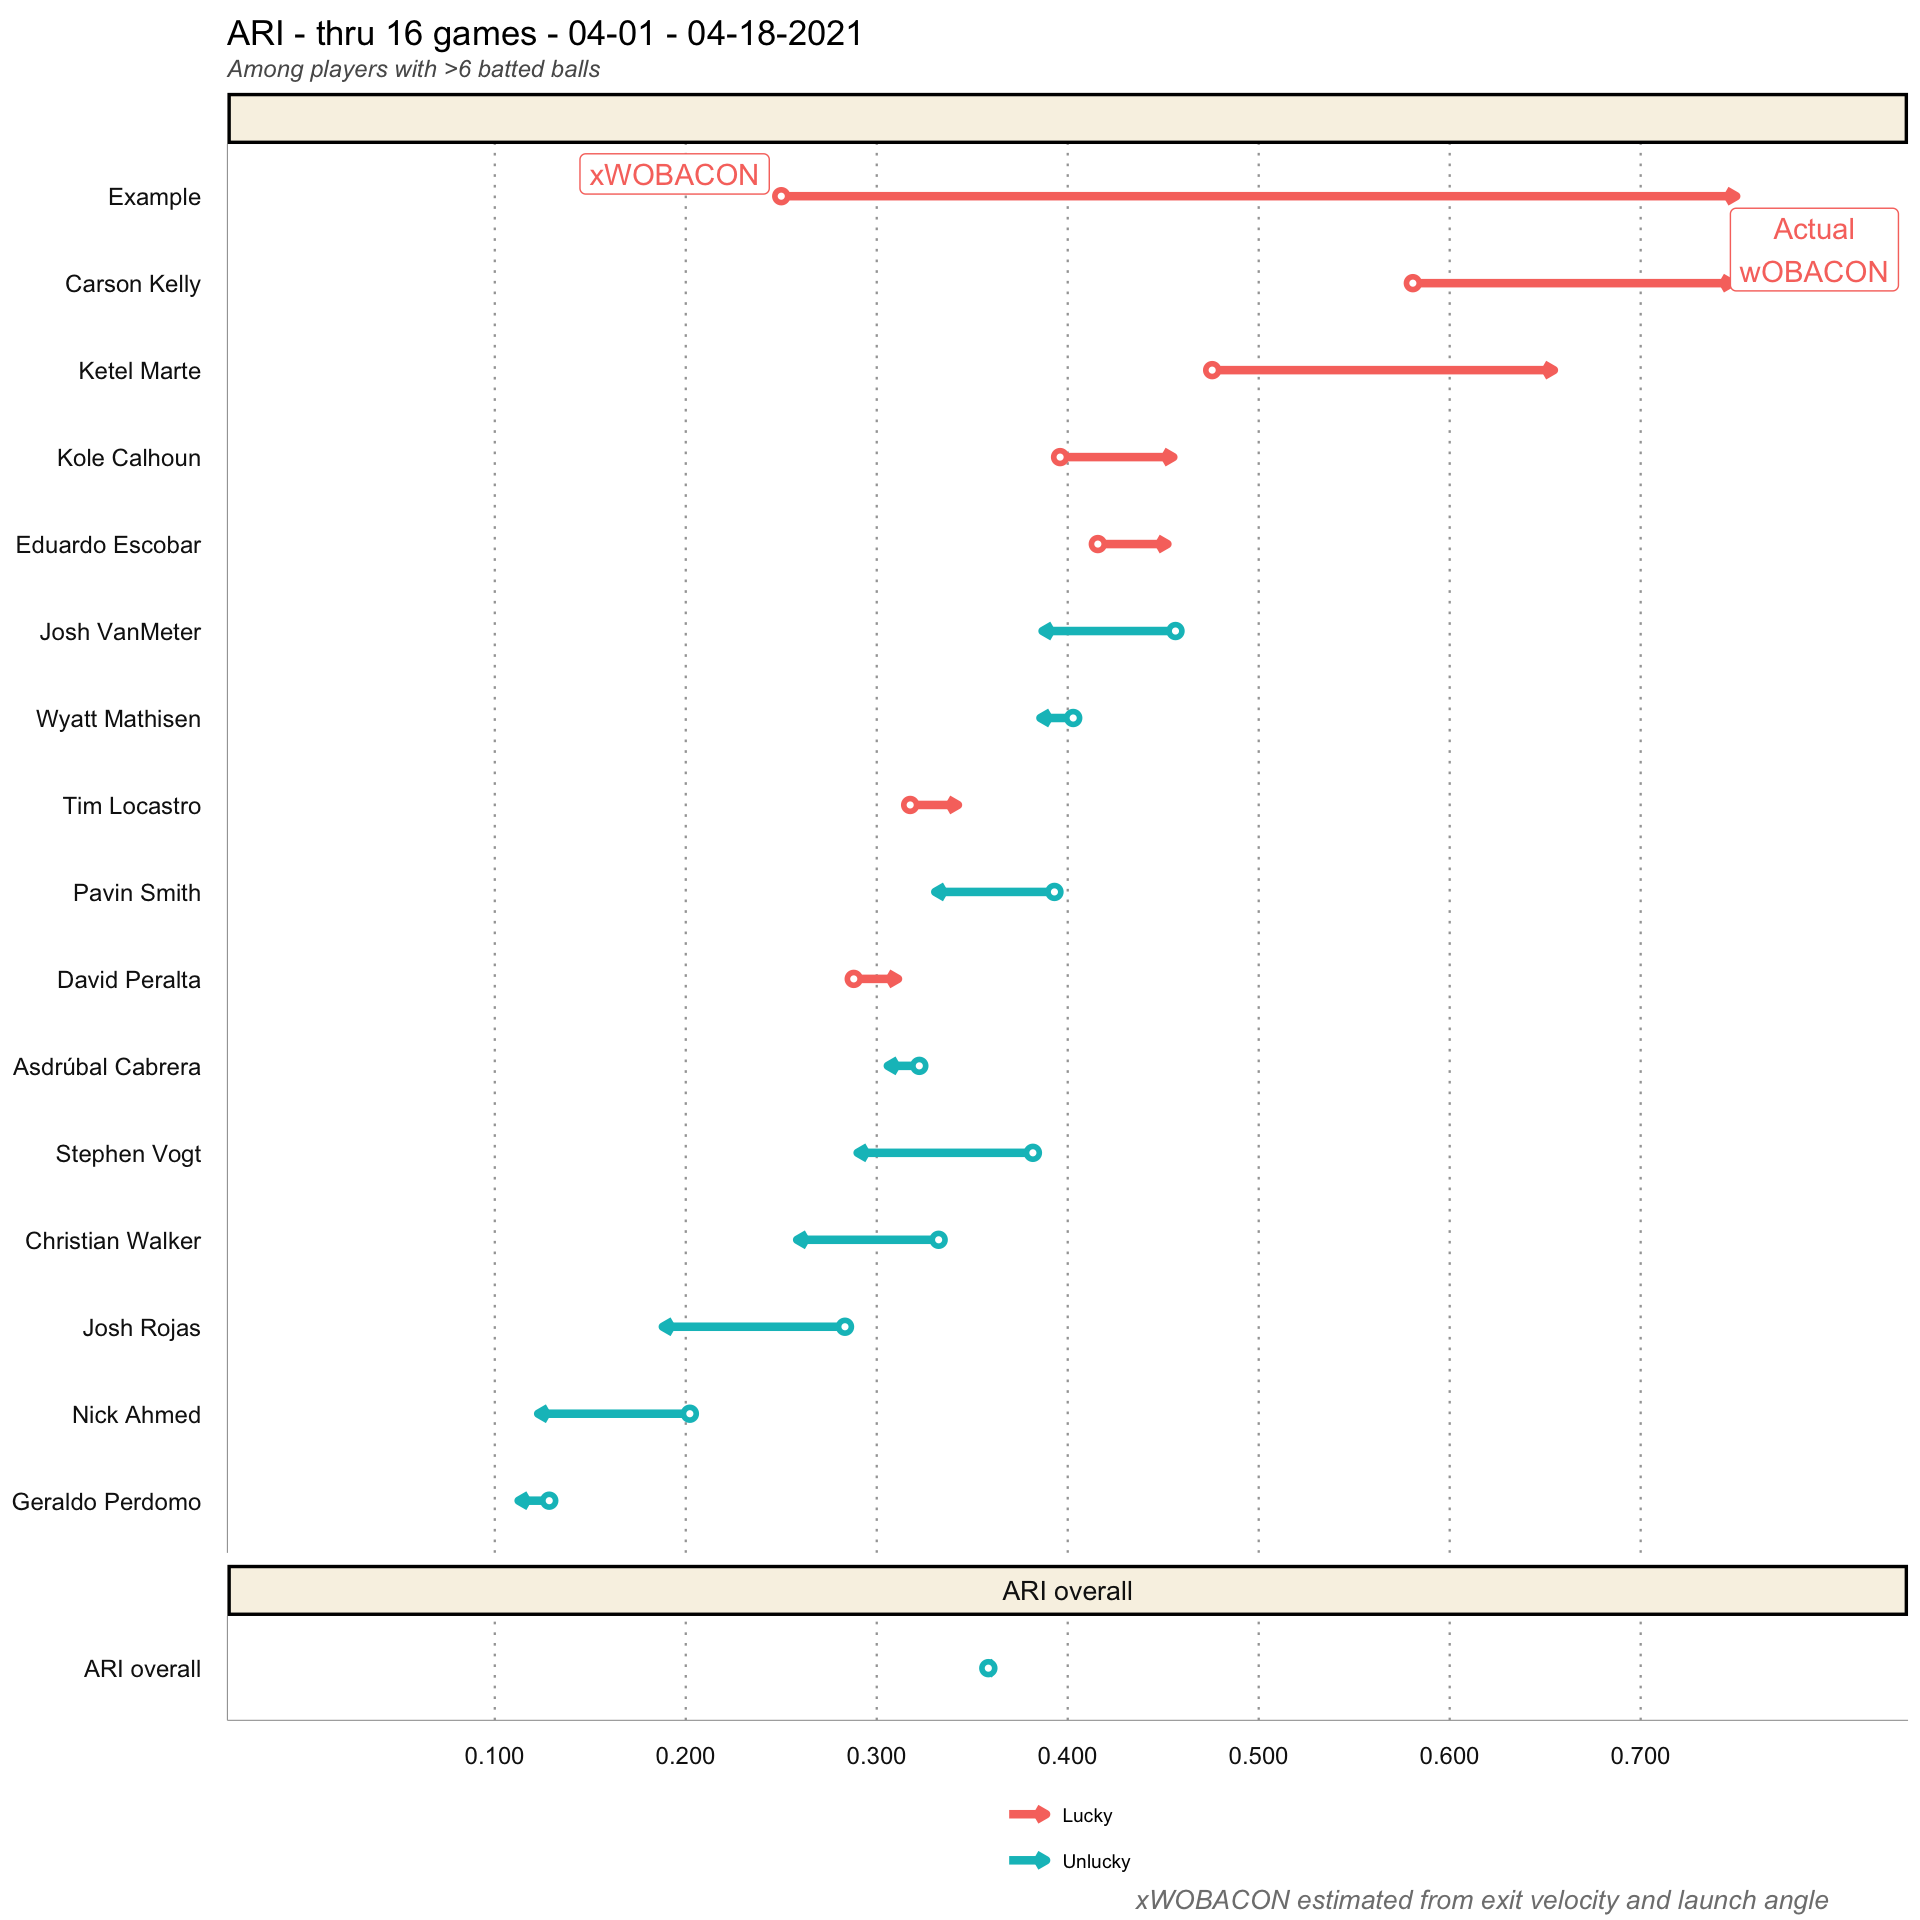 ARI - thru 16 games - 04-01 - 04-18-2021
Among players with >6 batted balls
xWOBACON
Example
Actual
wOBACON
Carson Kelly
Ketel Marte
Kole Calhoun
Eduardo Escobar
Josh VanMeter
Wyatt Mathisen
Tim Locastro
Pavin Smith
David Peralta
Asdrúbal Cabrera
Stephen Vogt
Christian Walker
Josh Rojas
Nick Ahmed
Geraldo Perdomo
ARI overall
ARI overall
0.100 0.200 0.300 0.400 0.500 0.600 0.700
Lucky
Unlucky
xWOBACON estimated from exit velocity and launch angle